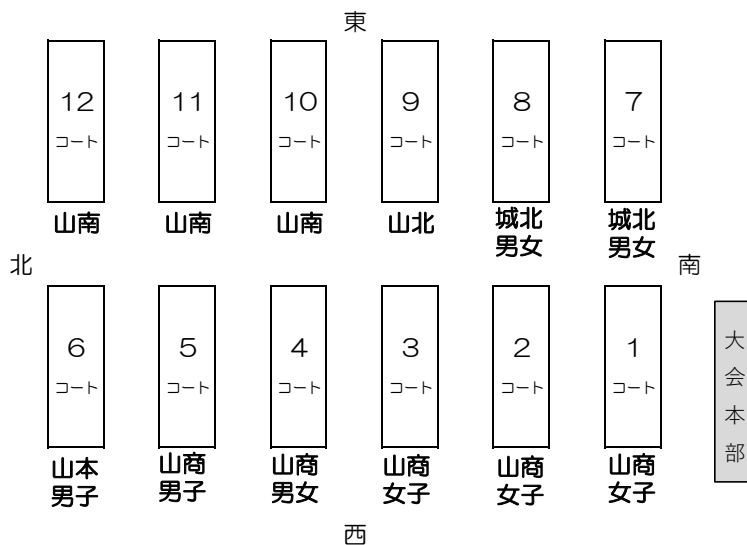 東
12
コート
11
コート
10
コート
9
コート
8
コート
7
コート
山南
山南
山南
山北
城北
男女
城北
男女
北
南
6
コート
5
コート
4
コート
3
コート
2
コート
1
コート
大会本部
山本
男子
山商
男子
山商
男女
山商
女子
山商
女子
山商
女子
西